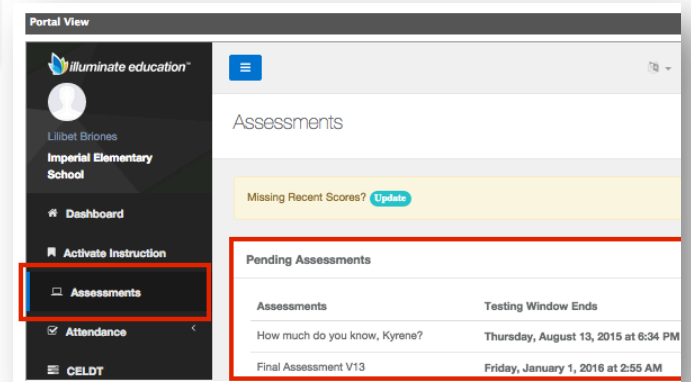 Portal View
illuminate education™
Lilibet Briones
Imperial Elementary
School
Dashboard
Activate Instruction
Assessments
Attendance
CELDT
Assessments
Missing Recent Scores? Update
Pending Assessments
Assessments Testing Window Ends
How much do you know, Kyrene? Thursday, August 13, 2015 at 6:34 PM
Final Assessment V13 Friday, January 1, 2016 at 2:55 AM